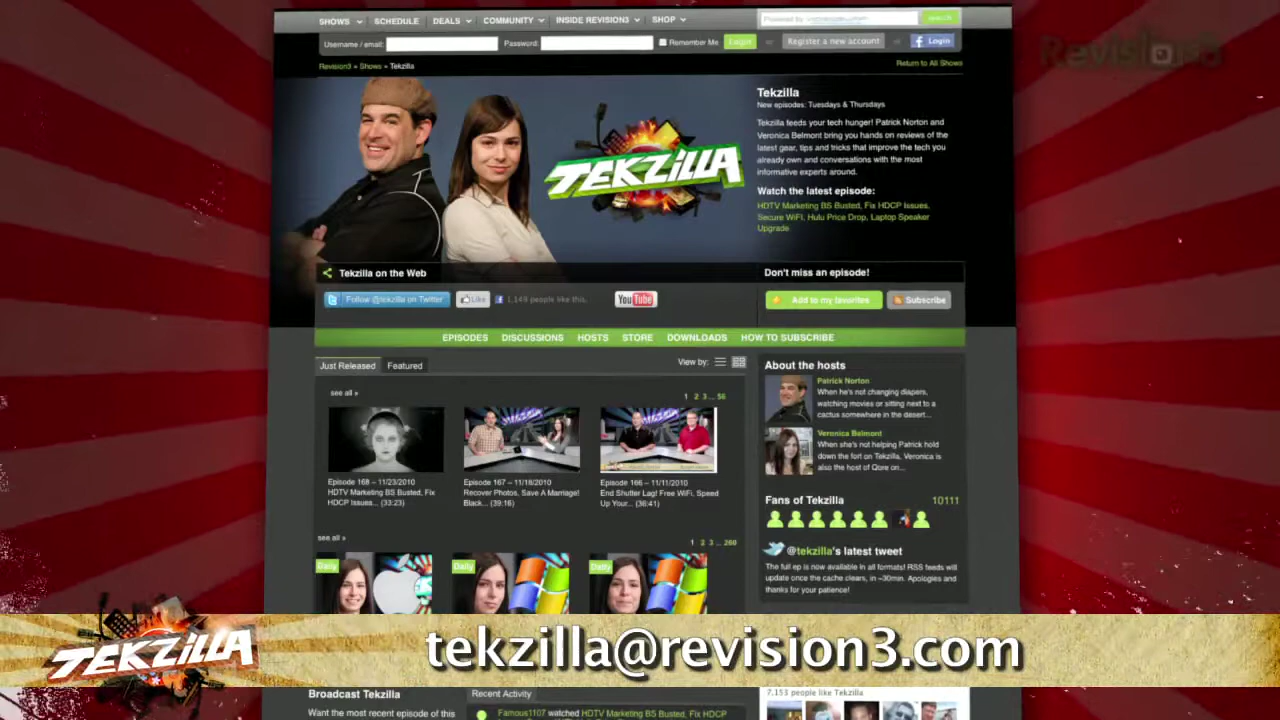 SHOWS SCHEDULE DEALS COMMUNITY INSIDE REVISION3 SHOP
Powered by
Username / email: Password: Remember Me Login or Register a new account or Login
Revision3 » Shows » Tekzilla
Return to All Shows
Revision3
Tekzilla
New episodes: Tuesdays & Thursdays
Tekzilla feeds your tech hunger! Patrick Norton and
Veronica Belmont bring you hands on reviews of the
latest gear, tips and tricks that improve the tech you
already own and conversations with the most
informative experts around.
TEKZILLA
Watch the latest episode:
HDTV Marketing BS Busted, Fix HDCP Issues,
Secure WiFi, Hulu Price Drop, Laptop Speaker
Upgrade
Tekzilla on the Web
Don't miss an episode!
Follow @tekzilla on Twitter Like 1,149 people like this. YouTube
Add to my favorites Subscribe
EPISODES DISCUSSIONS HOSTS STORE DOWNLOADS HOW TO SUBSCRIBE
Just Released Featured View by:
see all »
1 2 3 ... 56
Episode 168 – 11/23/2010
HDTV Marketing BS Busted, Fix
HDCP Issues... (33:23)
Episode 167 – 11/18/2010
Recover Photos, Save A Marriage!
Black... (39:16)
Episode 166 – 11/11/2010
End Shutter Lag! Free WiFi, Speed
Up Your... (36:41)
see all »
1 2 3 ... 260
Daily Daily Daily
About the hosts
Patrick Norton
When he's not changing diapers,
watching movies or sitting next to a
cactus somewhere in the desert...
Veronica Belmont
When she's not helping Patrick hold
down the fort on Tekzilla, Veronica is
also the host of Qore on...
Fans of Tekzilla 10111
@tekzilla's latest tweet
The full ep is now available in all formats! RSS feeds will
update once the cache clears, in ~30min. Apologies and
thanks for your patience!
TEKZILLA
tekzilla@revision3.com
Broadcast Tekzilla
Want the most recent episode of this
Recent Activity
Famous1107 watched HDTV Marketing BS Busted, Fix HDCP
7,153 people like Tekzilla